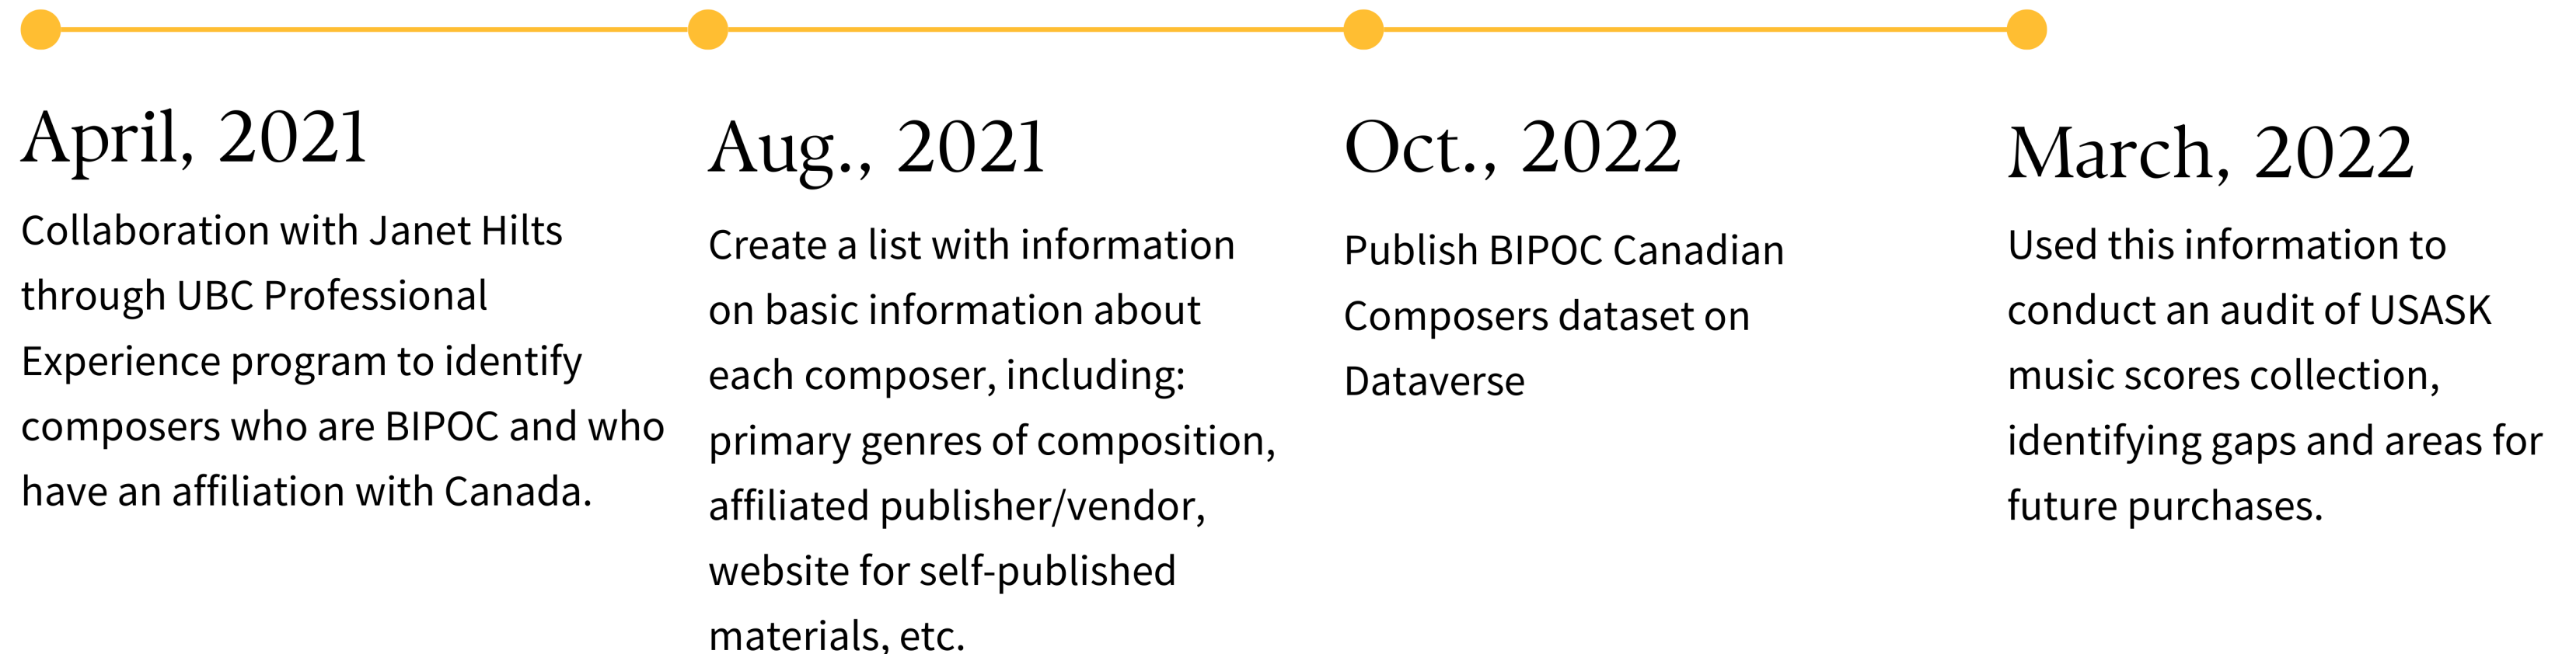 April, 2021
Collaboration with Janet Hilts
through UBC Professional
Experience program to identify
composers who are BIPOC and who
have an affiliation with Canada.
Aug., 2021
Create a list with information
on basic information about
each composer, including:
primary genres of composition,
affiliated publisher/vendor,
website for self-published
materials, etc.
Oct., 2022
Publish BIPOC Canadian
Composers dataset on
Dataverse
March, 2022
Used this information to
conduct an audit of USASK
music scores collection,
identifying gaps and areas for
future purchases.